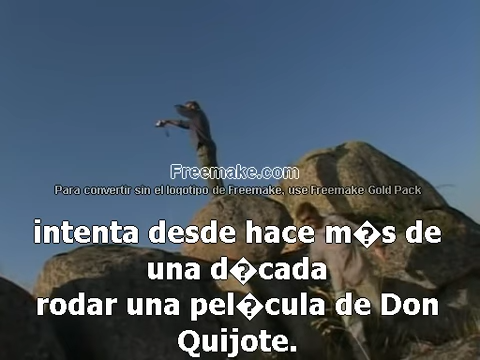 Freemake.com
Para convertir sin el logotipo de Freemake, use Freemake Gold Pack
intenta desde hace m�s de
una d�cada
rodar una pel�cula de Don
Quijote.